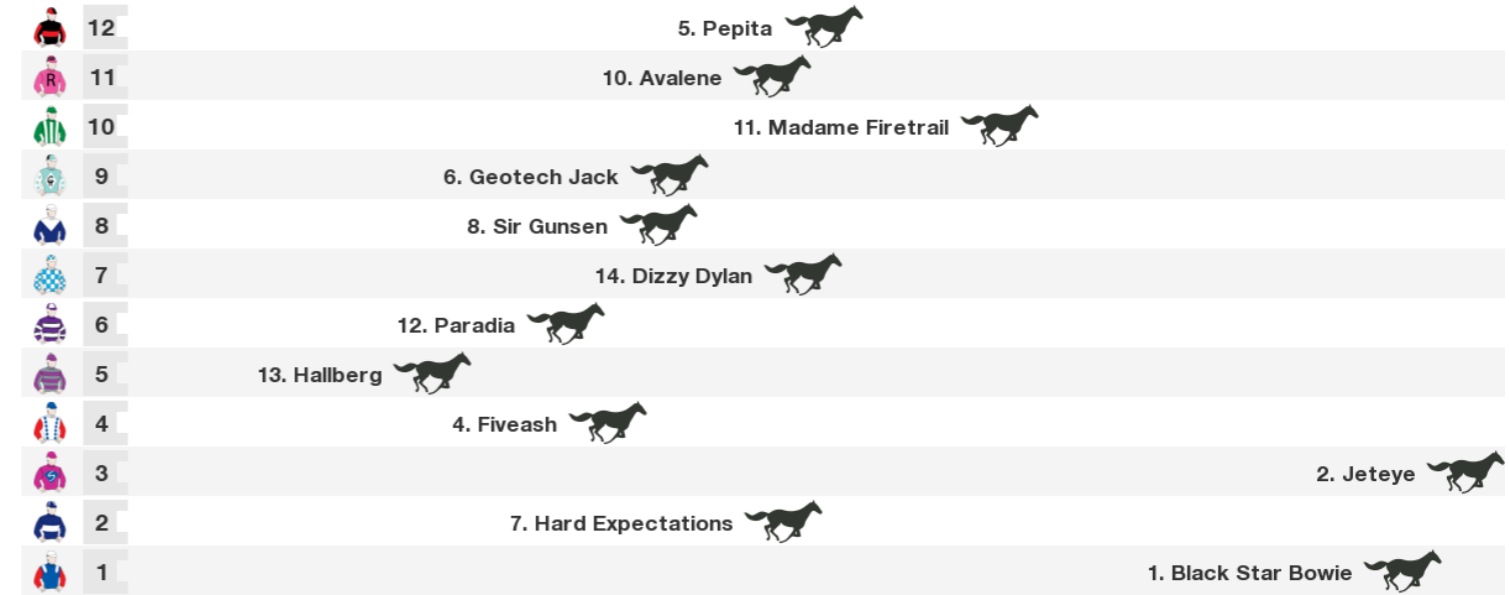 12 5. Pepita
R 11 10. Avalene
10 11. Madame Firetrail
9 6. Geotech Jack
8 8. Sir Gunsen
7 14. Dizzy Dylan
6 12. Paradia
5 13. Hallberg
4 4. Fiveash
3 2. Jeteye
2 7. Hard Expectations
1 1. Black Star Bowie